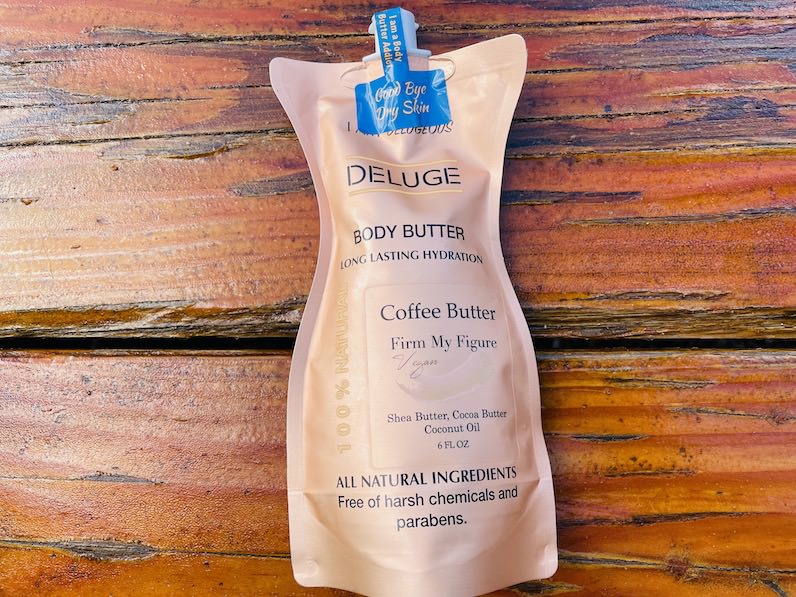 I am a Body
Butter Addict
Good Bye
Dry Skin
I
DELUGE
BODY BUTTER
LONG LASTING HYDRATION
100% NATURAL
Coffee Butter
Firm My Figure
Vegan
Shea Butter, Cocoa Butter
Coconut Oil
6 FL OZ
ALL NATURAL INGREDIENTS
Free of harsh chemicals and
parabens.